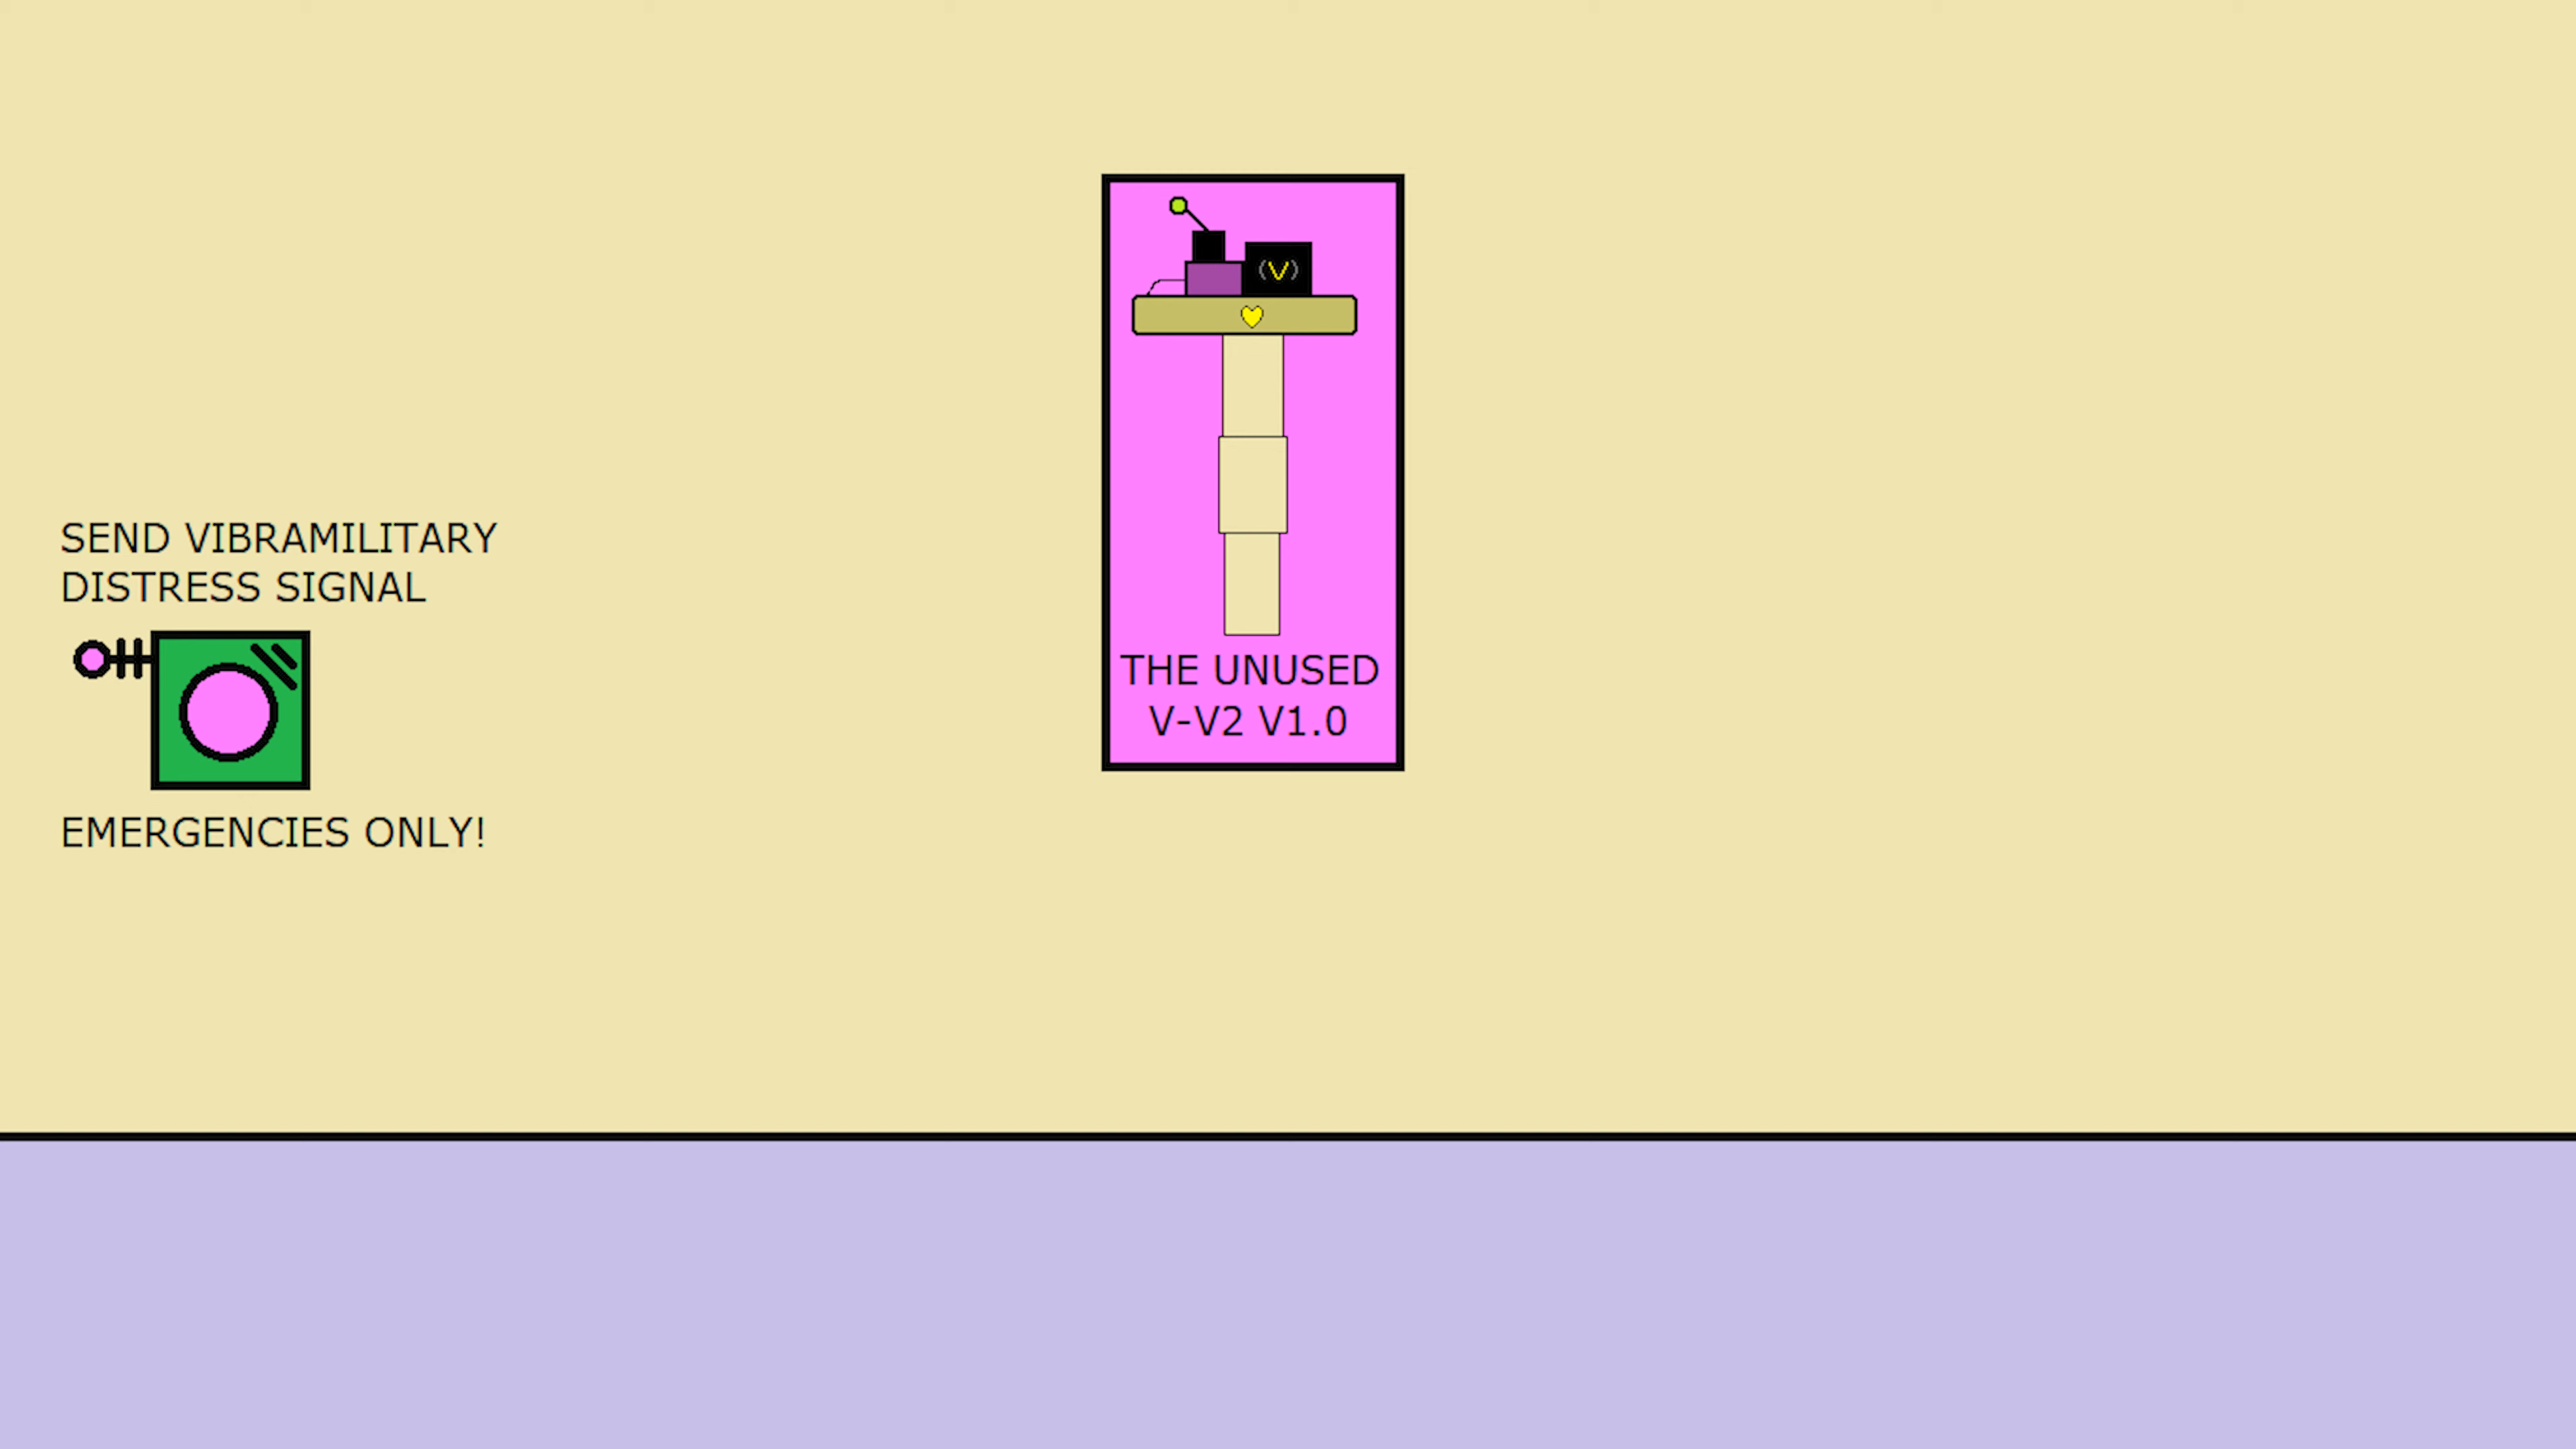 SEND VIBRAMILITARY
DISTRESS SIGNAL
EMERGENCIES ONLY!
(V)
THE UNUSED
V-V2 V1.0